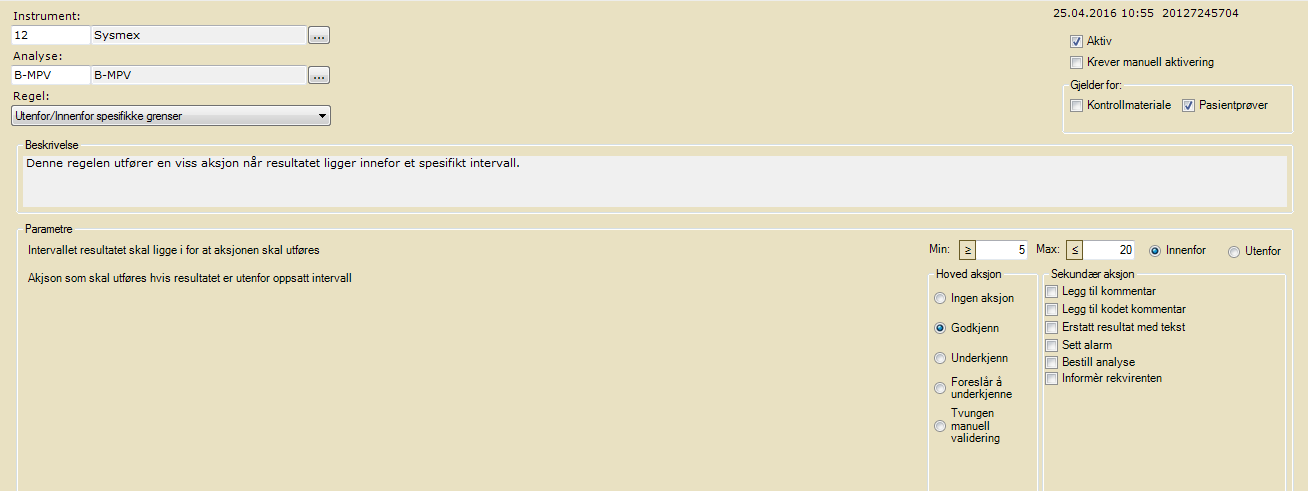 Instrument:
25.04.2016 10:55 20127245704
12 Sysmex ...
Aktiv
Analyse:
Krever manuell aktivering
B-MPV B-MPV ...
Gjelder for:
Regel:
Kontrollmateriale Pasientprøver
Utenfor/Innenfor spesifikke grenser
Beskrivelse
Denne regelen utfører en viss aksjon når resultatet ligger innefor et spesifikt intervall.
Parametre
Intervallet resultatet skal ligge i for at aksjonen skal utføres
Min: ≥ 5 Max: ≤ 20 Innenfor Utenfor
Akjson som skal utføres hvis resultatet er utenfor oppsatt intervall
Hoved aksjon
Ingen aksjon
Godkjenn
Underkjenn
Foreslår å
underkjenne
Tvungen
manuell
validering
Sekundær aksjon
Legg til kommentar
Legg til kodet kommentar
Erstatt resultat med tekst
Sett alarm
Bestill analyse
Informèr rekvirenten